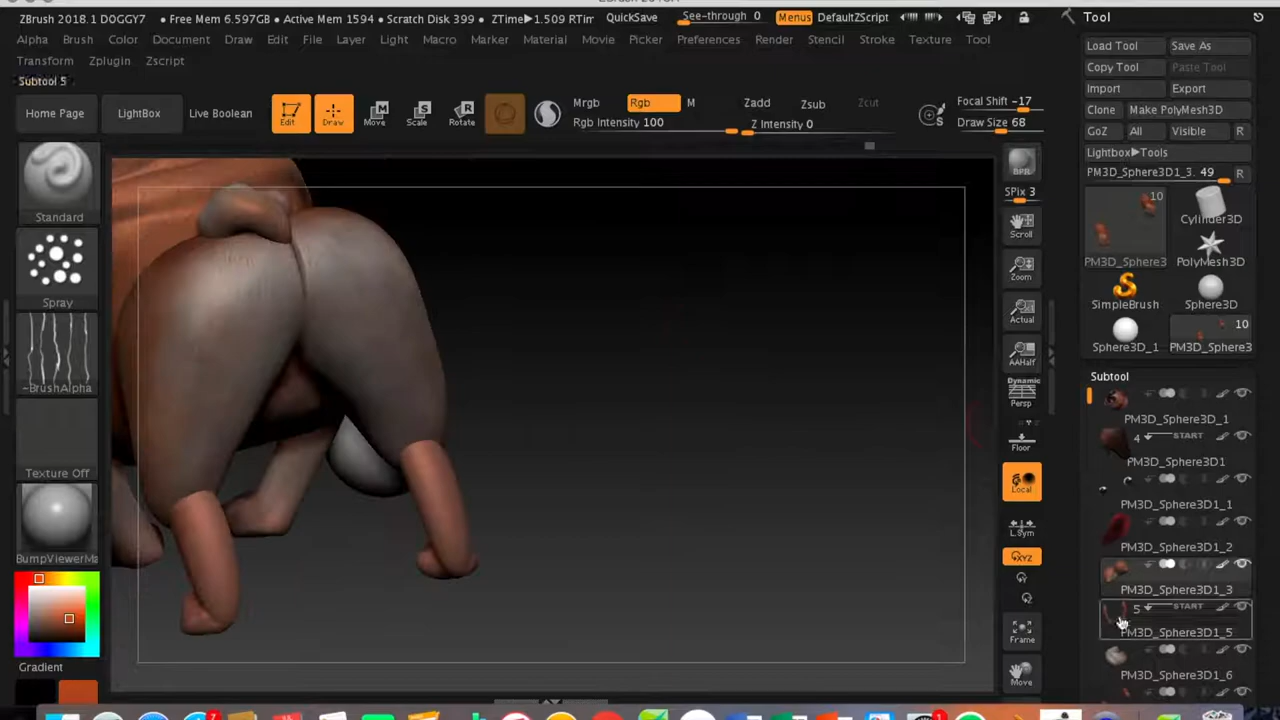 ZBrush 2018.1 DOGGY7 • Free Mem 6.597GB • Active Mem 1594 • Scratch Disk 399 • ZTime▶1.509 RTim QuickSave See-through 0 Menus DefaultZScript
Tool
Alpha Brush Color Document Draw Edit File Layer Light Macro Marker Material Movie Picker Preferences Render Stencil Stroke Texture Tool
Transform Zplugin Zscript
Subtool 5
Load Tool Save As
Copy Tool Paste Tool
Import Export
Clone Make PolyMesh3D
GoZ All Visible R
Lightbox▶Tools
PM3D_Sphere3D1_3. 49 R
Home Page LightBox Live Boolean Edit Draw Move Scale Rotate
Mrgb Rgb M Zadd Zsub Zcut
Rgb Intensity 100 Z Intensity 0
Focal Shift -17
Draw Size 68
Standard
Spray
~BrushAlpha
Texture Off
BumpViewerMa
Gradient
BPR
SPix 3
Scroll
Zoom
Actual
AAHalf
Dynamic
Persp
Floor
Local
L.Sym
XYZ
Frame
Move
10
PM3D_Sphere3
Cylinder3D
PolyMesh3D
SimpleBrush
Sphere3D
Sphere3D_1
10
PM3D_Sphere3
Subtool
PM3D_Sphere3D_1
4 START
PM3D_Sphere3D1
PM3D_Sphere3D1_1
PM3D_Sphere3D1_2
PM3D_Sphere3D1_3
5 START
PM3D_Sphere3D1_5
PM3D_Sphere3D1_6
7
1